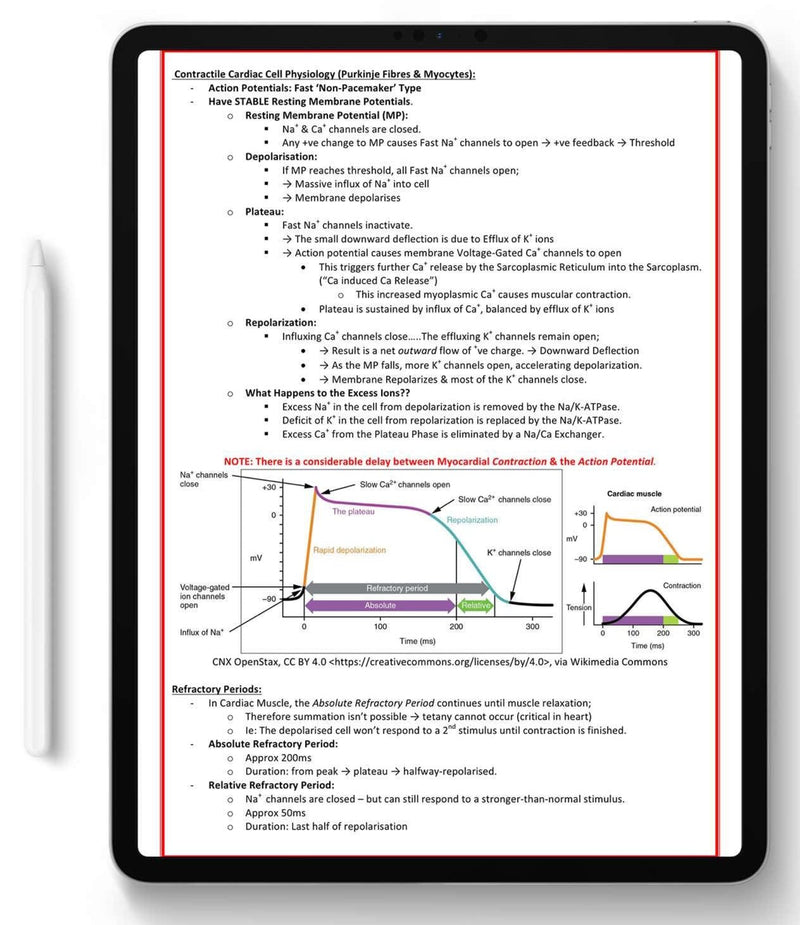 Contractile Cardiac Cell Physiology (Purkinje Fibres & Myocytes):
- Action Potentials: Fast 'Non-Pacemaker' Type
- Have STABLE Resting Membrane Potentials.
o Resting Membrane Potential (MP):
▪ Na⁺ & Ca⁺ channels are closed.
▪ Any +ve change to MP causes Fast Na⁺ channels to open → +ve feedback → Threshold
o Depolarisation:
▪ If MP reaches threshold, all Fast Na⁺ channels open;
▪ → Massive influx of Na⁺ into cell
▪ → Membrane depolarises
o Plateau:
▪ Fast Na⁺ channels inactivate.
▪ → The small downward deflection is due to Efflux of K⁺ ions
▪ → Action potential causes membrane Voltage-Gated Ca⁺ channels to open
• This triggers further Ca⁺ release by the Sarcoplasmic Reticulum into the Sarcoplasm.
("Ca induced Ca Release")
o This increased myoplasmic Ca⁺ causes muscular contraction.
• Plateau is sustained by influx of Ca⁺, balanced by efflux of K⁺ ions
o Repolarization:
▪ Influxing Ca⁺ channels close…..The effluxing K⁺ channels remain open;
• → Result is a net outward flow of ⁺ve charge. → Downward Deflection
• → As the MP falls, more K⁺ channels open, accelerating depolarization.
• → Membrane Repolarizes & most of the K⁺ channels close.
o What Happens to the Excess Ions??
▪ Excess Na⁺ in the cell from depolarization is removed by the Na/K-ATPase.
▪ Deficit of K⁺ in the cell from repolarization is replaced by the Na/K-ATPase.
▪ Excess Ca⁺ from the Plateau Phase is eliminated by a Na/Ca Exchanger.
NOTE: There is a considerable delay between Myocardial Contraction & the Action Potential.
Na⁺ channels
close
+30
0
mV
–90
Slow Ca²⁺ channels open
Slow Ca²⁺ channels close
The plateau
Repolarization
Rapid depolarization
K⁺ channels close
Voltage-gated
ion channels
open
Influx of Na⁺
Refractory period
Absolute
Relative
0 100 200 300
Time (ms)
Cardiac muscle
+30
0
mV
–90
Action potential
Contraction
Tension
0 100 200 300
Time (ms)
CNX OpenStax, CC BY 4.0 <https://creativecommons.org/licenses/by/4.0>, via Wikimedia Commons
Refractory Periods:
- In Cardiac Muscle, the Absolute Refractory Period continues until muscle relaxation;
o Therefore summation isn't possible → tetany cannot occur (critical in heart)
o Ie: The depolarised cell won't respond to a 2ⁿᵈ stimulus until contraction is finished.
- Absolute Refractory Period:
o Approx 200ms
o Duration: from peak → plateau → halfway-repolarised.
- Relative Refractory Period:
o Na⁺ channels are closed – but can still respond to a stronger-than-normal stimulus.
o Approx 50ms
o Duration: Last half of repolarisation